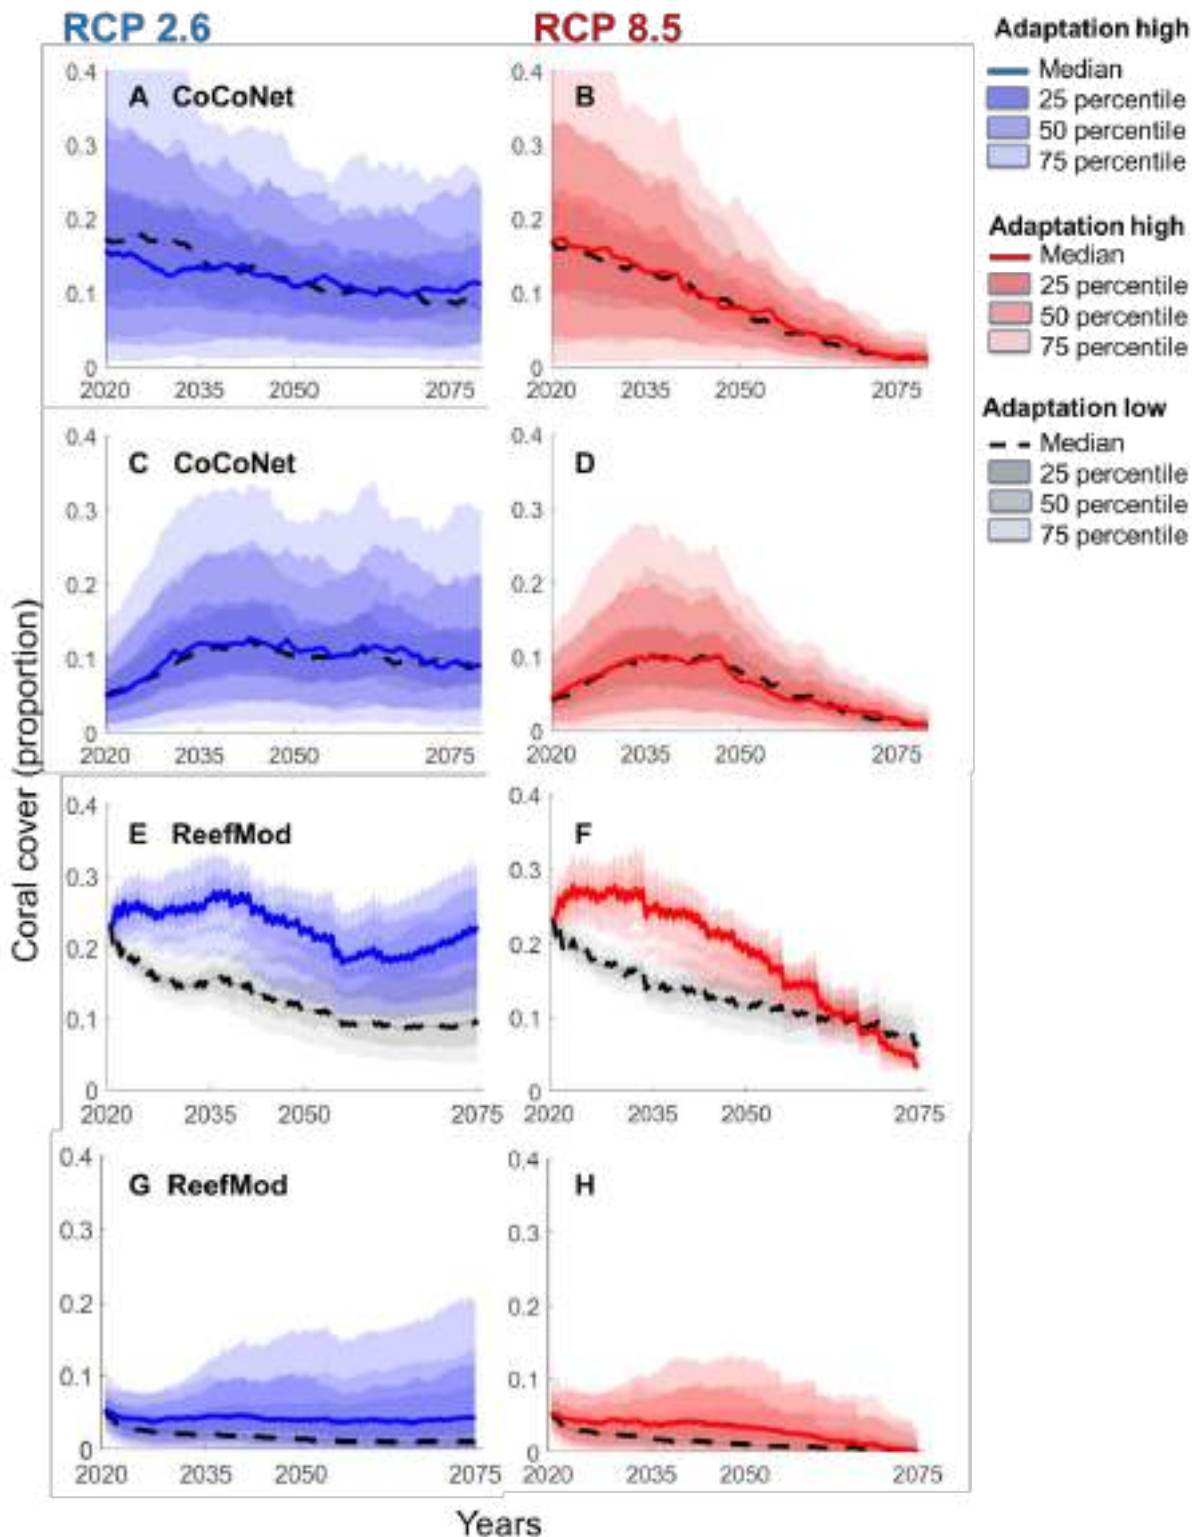 RCP 2.6 RCP 8.5
Adaptation high
Median
25 percentile
50 percentile
75 percentile
Adaptation high
Median
25 percentile
50 percentile
75 percentile
Adaptation low
Median
25 percentile
50 percentile
75 percentile
Coral cover (proportion)
A CoCoNet
0.4
0.3
0.2
0.1
0
2020 2035 2050 2075
B
0.4
0.3
0.2
0.1
0
2020 2035 2050 2075
C CoCoNet
0.4
0.3
0.2
0.1
0
2020 2035 2050 2075
D
0.4
0.3
0.2
0.1
0
2020 2035 2050 2075
E ReefMod
0.4
0.3
0.2
0.1
0
2020 2035 2050 2075
F
0.4
0.3
0.2
0.1
0
2020 2035 2050 2075
G ReefMod
0.4
0.3
0.2
0.1
0
2020 2035 2050 2075
H
0.4
0.3
0.2
0.1
0
2020 2035 2050 2075
Years